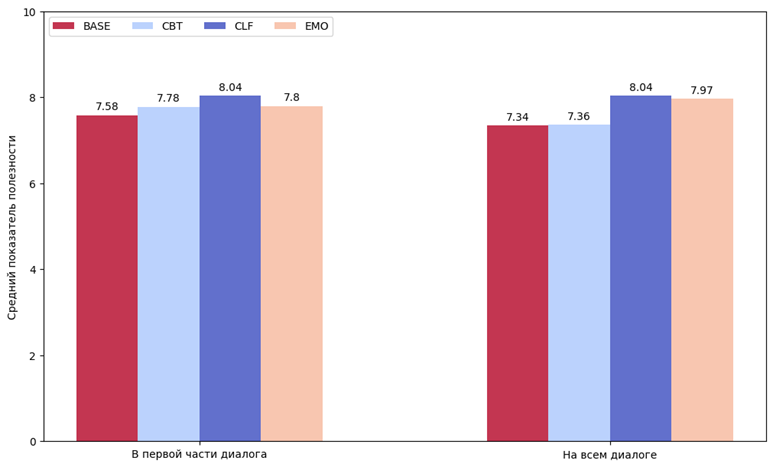 10
8
6
4
2
0
Средний показатель полезности
BASE CBT CLF EMO
7.58 7.78 8.04 7.8
7.34 7.36 8.04 7.97
В первой части диалога
На всем диалоге